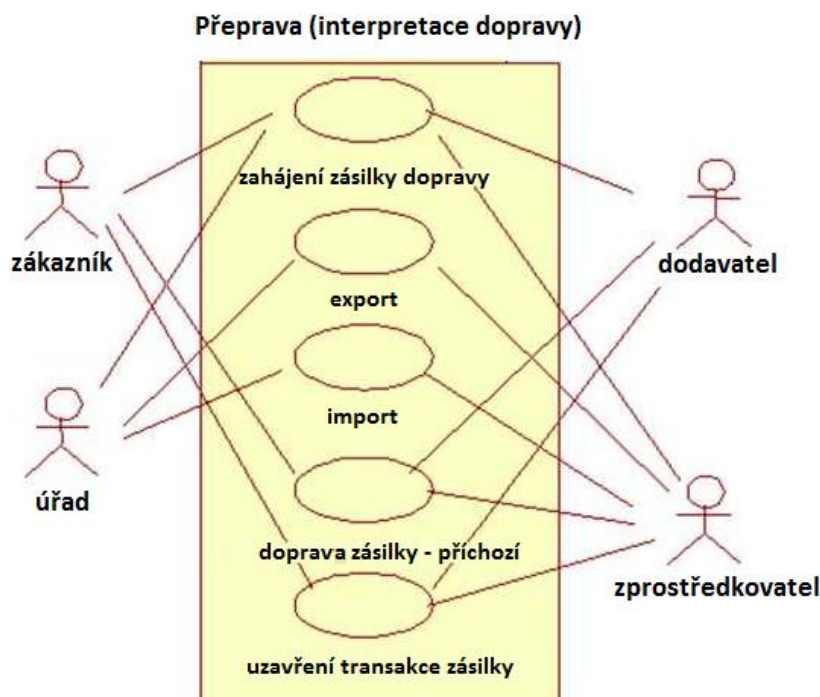 Přeprava (interpretace dopravy)
zahájení zásilky dopravy
zákazník
dodavatel
export
import
úřad
doprava zásilky - příchozí
zprostředkovatel
uzavření transakce zásilky